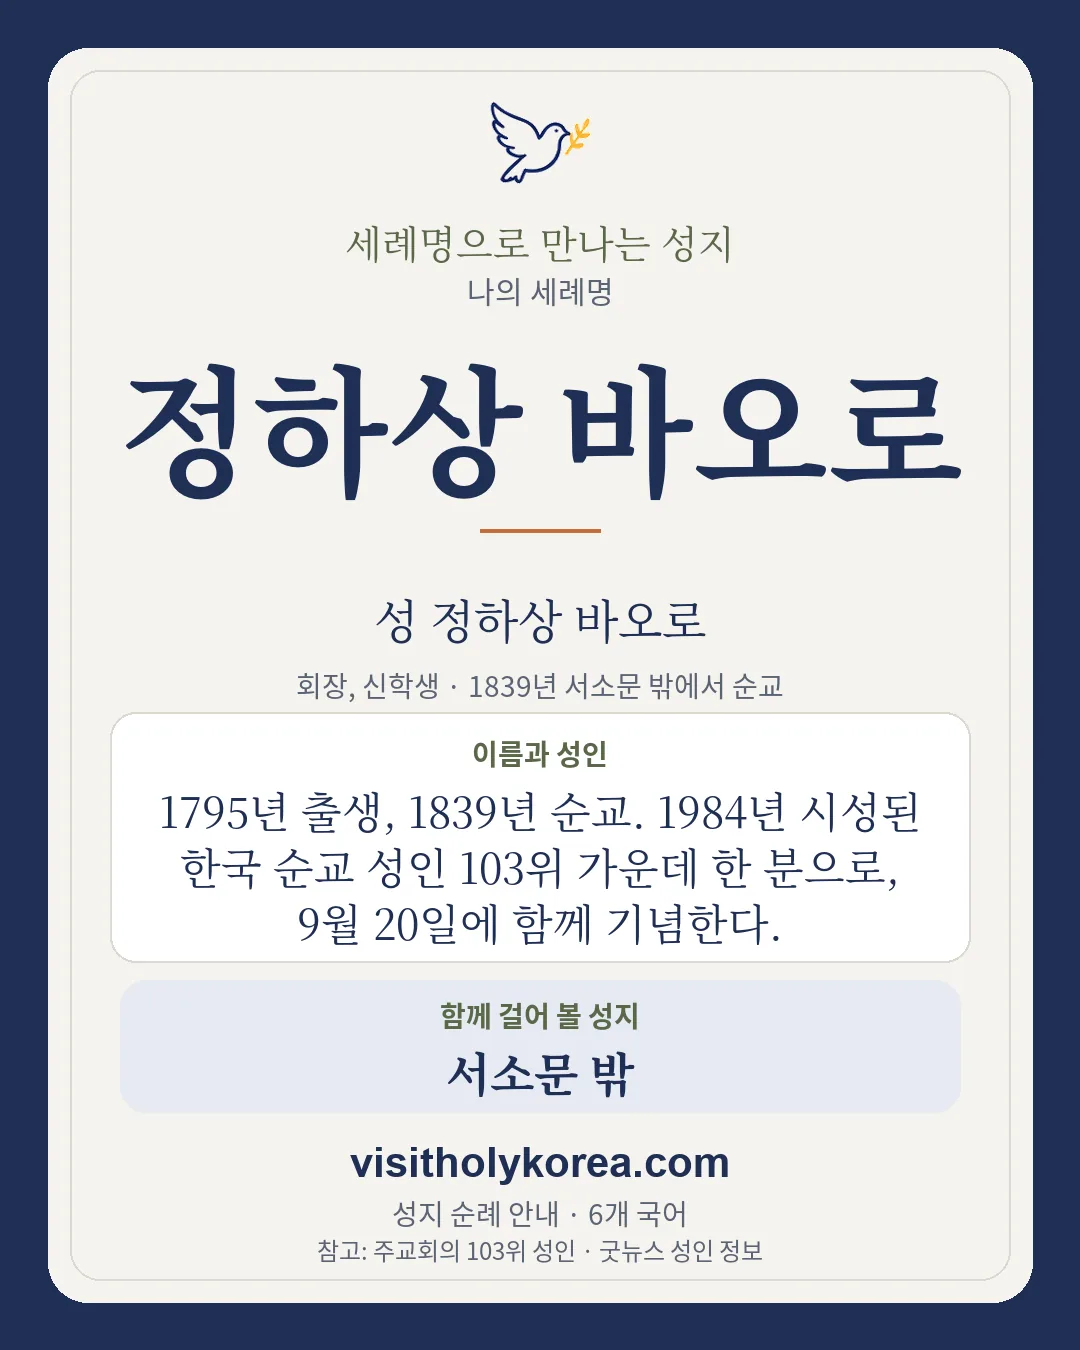 세례명으로 만나는 성지
나의 세례명
정하상 바오로
성 정하상 바오로
회장, 신학생 · 1839년 서소문 밖에서 순교
이름과 성인
1795년 출생, 1839년 순교. 1984년 시성된
한국 순교 성인 103위 가운데 한 분으로,
9월 20일에 함께 기념한다.
함께 걸어 볼 성지
서소문 밖
visitholykorea.com
성지 순례 안내 · 6개 국어
참고: 주교회의 103위 성인 · 굿뉴스 성인 정보